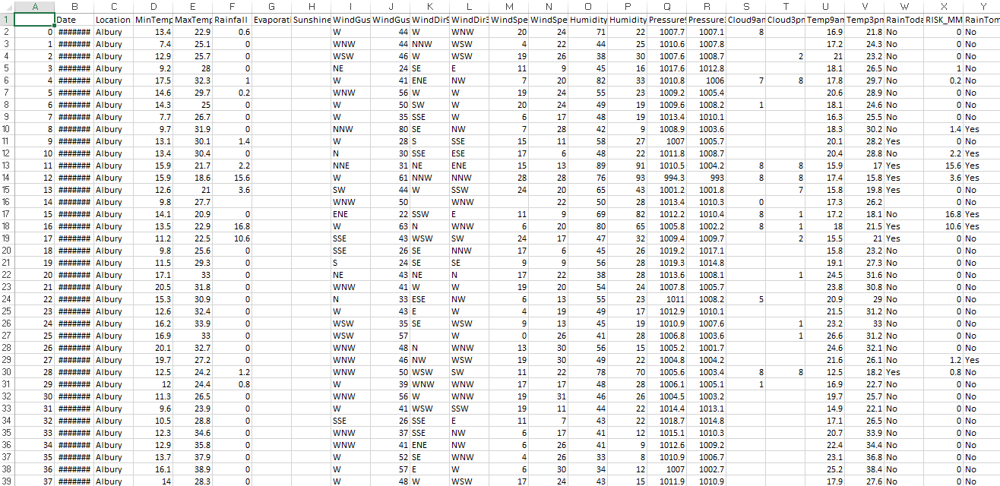 A B C D E F G H I J K L M N O P Q R S T U V W X Y
1 Date Location MinTemp MaxTemp Rainfall Evaporati Sunshine WindGus WindGus WindDir9 WindDir3 WindSpe WindSpe Humidity Humidity Pressure9 Pressure3 Cloud9an Cloud3pn Temp9an Temp3pn RainToda RISK_MM RainTom
2 0 ####### Albury 13.4 22.9 0.6 W 44 W WNW 20 24 71 22 1007.7 1007.1 8 16.9 21.8 No 0 No
3 1 ####### Albury 7.4 25.1 0 WNW 44 NNW WSW 4 22 44 25 1010.6 1007.8 17.2 24.3 No 0 No
4 2 ####### Albury 12.9 25.7 0 WSW 46 W WSW 19 26 38 30 1007.6 1008.7 2 21 23.2 No 0 No
5 3 ####### Albury 9.2 28 0 NE 24 SE E 11 9 45 16 1017.6 1012.8 18.1 26.5 No 1 No
6 4 ####### Albury 17.5 32.3 1 W 41 ENE NW 7 20 82 33 1010.8 1006 7 8 17.8 29.7 No 0.2 No
7 5 ####### Albury 14.6 29.7 0.2 WNW 56 W W 19 24 55 23 1009.2 1005.4 20.6 28.9 No 0 No
8 6 ####### Albury 14.3 25 0 W 50 SW W 20 24 49 19 1009.6 1008.2 1 18.1 24.6 No 0 No
9 7 ####### Albury 7.7 26.7 0 W 35 SSE W 6 17 48 19 1013.4 1010.1 16.3 25.5 No 0 No
10 8 ####### Albury 9.7 31.9 0 NNW 80 SE NW 7 28 42 9 1008.9 1003.6 18.3 30.2 No 1.4 Yes
11 9 ####### Albury 13.1 30.1 1.4 W 28 S SSE 15 11 58 27 1007 1005.7 20.1 28.2 Yes 0 No
12 10 ####### Albury 13.4 30.4 0 N 30 SSE ESE 17 6 48 22 1011.8 1008.7 20.4 28.8 No 2.2 Yes
13 11 ####### Albury 15.9 21.7 2.2 NNE 31 NE ENE 15 13 89 91 1010.5 1004.2 8 8 15.9 17 Yes 15.6 Yes
14 12 ####### Albury 15.9 18.6 15.6 W 61 NNW NNW 28 28 76 93 994.3 993 8 8 17.4 15.8 Yes 3.6 Yes
15 13 ####### Albury 12.6 21 3.6 SW 44 W SSW 24 20 65 43 1001.2 1001.8 7 15.8 19.8 Yes 0 No
16 14 ####### Albury 9.8 27.7 WNW 50 WNW 22 50 28 1013.4 1010.3 0 17.3 26.2 0 No
17 15 ####### Albury 14.1 20.9 0 ENE 22 SSW E 11 9 69 82 1012.2 1010.4 8 1 17.2 18.1 No 16.8 Yes
18 16 ####### Albury 13.5 22.9 16.8 W 63 N WNW 6 20 80 65 1005.8 1002.2 8 1 18 21.5 Yes 10.6 Yes
19 17 ####### Albury 11.2 22.5 10.6 SSE 43 WSW SW 24 17 47 32 1009.4 1009.7 2 15.5 21 Yes 0 No
20 18 ####### Albury 9.8 25.6 0 SSE 26 SE NNW 17 6 45 26 1019.2 1017.1 15.8 23.2 No 0 No
21 19 ####### Albury 11.5 29.3 0 S 24 SE SE 9 9 56 28 1019.3 1014.8 19.1 27.3 No 0 No
22 20 ####### Albury 17.1 33 0 NE 43 NE N 17 22 38 28 1013.6 1008.1 1 24.5 31.6 No 0 No
23 21 ####### Albury 20.5 31.8 0 WNW 41 W W 19 20 54 24 1007.8 1005.7 23.8 30.8 No 0 No
24 22 ####### Albury 15.3 30.9 0 N 33 ESE NW 6 13 55 23 1011 1008.2 5 20.9 29 No 0 No
25 23 ####### Albury 12.6 32.4 0 W 43 E W 4 19 49 17 1012.9 1010.1 21.5 31.2 No 0 No
26 24 ####### Albury 16.2 33.9 0 WSW 35 SE WSW 9 13 45 19 1010.9 1007.6 1 23.2 33 No 0 No
27 25 ####### Albury 16.9 33 0 WSW 57 W 0 26 41 28 1006.8 1003.6 1 26.6 31.2 No 0 No
28 26 ####### Albury 20.1 32.7 0 WNW 48 N WNW 13 30 56 15 1005.2 1001.7 24.6 32.1 No 0 No
29 27 ####### Albury 19.7 27.2 0 WNW 46 NW WSW 19 30 49 22 1004.8 1004.2 21.6 26.1 No 1.2 Yes
30 28 ####### Albury 12.5 24.2 1.2 WNW 50 WSW SW 11 22 78 70 1005.6 1003.4 8 8 12.5 18.2 Yes 0.8 No
31 29 ####### Albury 12 24.4 0.8 W 39 WNW WNW 17 17 48 28 1006.1 1005.1 1 16.9 22.7 No 0 No
32 30 ####### Albury 11.3 26.5 0 WNW 56 W WNW 19 31 46 26 1004.5 1003.2 19.7 25.7 No 0 No
33 31 ####### Albury 9.6 23.9 0 W 41 WSW SSW 19 11 44 22 1014.4 1013.1 14.9 22.1 No 0 No
34 32 ####### Albury 10.5 28.8 0 SSE 26 SSE E 11 7 43 22 1018.7 1014.8 17.1 26.5 No 0 No
35 33 ####### Albury 12.3 34.6 0 WNW 37 SSE NW 6 17 41 12 1015.1 1010.3 20.7 33.9 No 0 No
36 34 ####### Albury 12.9 35.8 0 WNW 41 ENE NW 6 26 41 9 1012.6 1009.2 22.4 34.4 No 0 No
37 35 ####### Albury 13.7 37.9 0 W 52 SE WNW 4 26 33 8 1010.9 1006.7 23.1 36.8 No 0 No
38 36 ####### Albury 16.1 38.9 0 W 57 E W 6 30 34 12 1007 1002.7 25.2 38.4 No 0 No
39 37 ####### Albury 14 28.3 0 W 48 W WSW 17 24 43 15 1011.9 1010.9 17.9 27.6 No 0 No